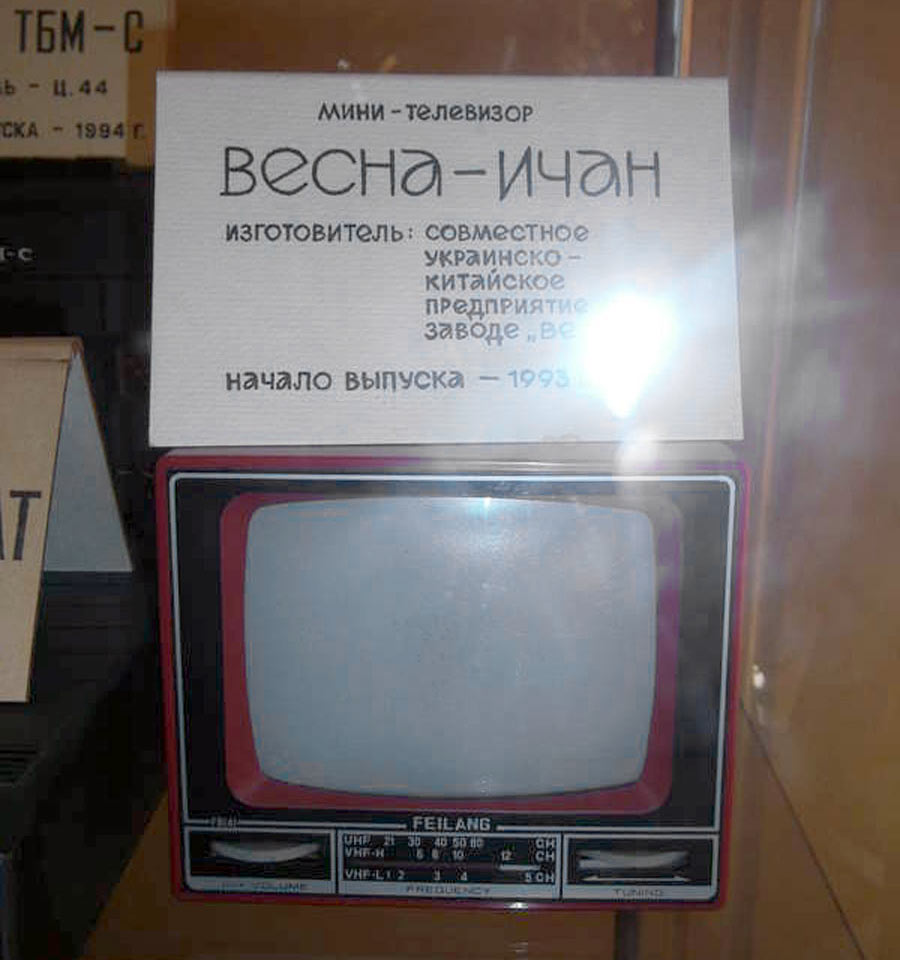 ТБМ-С
- Ц.44
- 1994 г.
МИНИ-ТЕЛЕВИЗОР
ВЕСНА-ИЧАН
ИЗГОТОВИТЕЛЬ: СОВМЕСТНОЕ
УКРАИНСКО-
КИТАЙСКОЕ
ПРЕДПРИЯТИЕ
ЗАВОДЕ
НАЧАЛО ВЫПУСКА - 1993
FEILANG
UHF 21 30 40 50 60 CH
VHF-H 6 8 10 12 CH
VHF-L 1 2 3 4 5 CH
VOLUME
FREQUENCY
TUNING